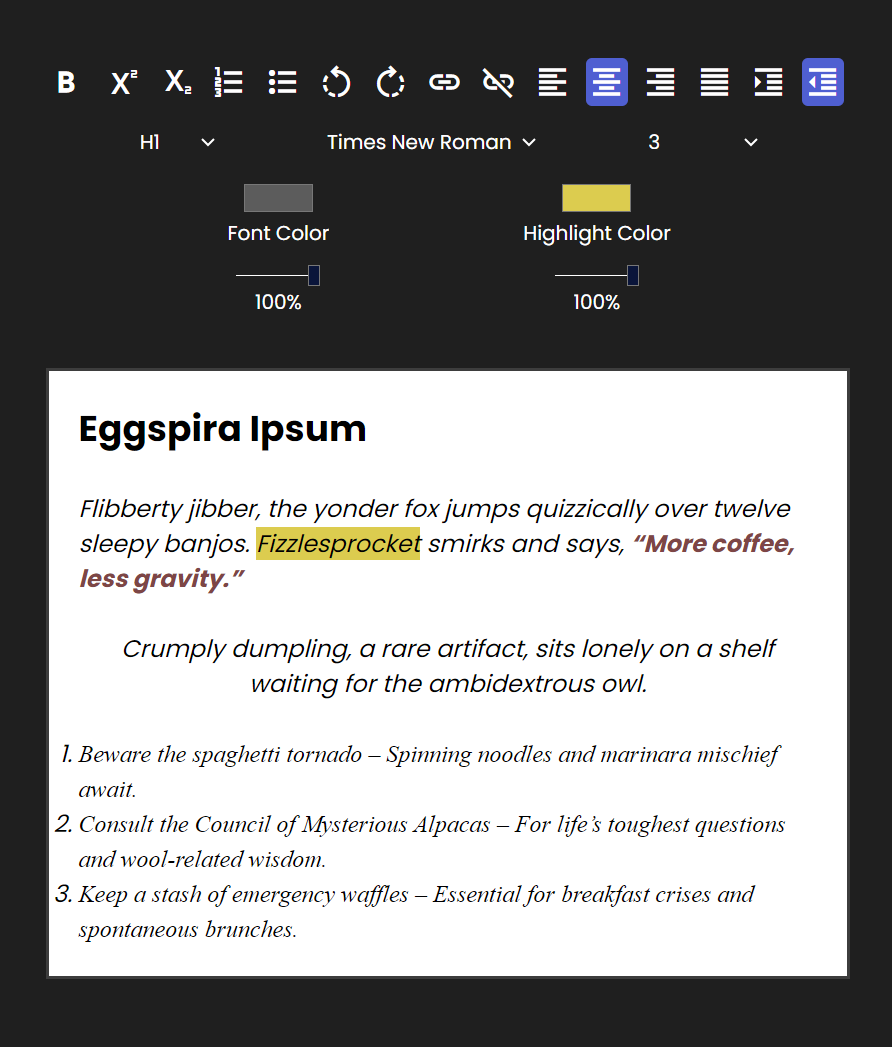 B X² X₂
H1 Times New Roman 3
Font Color Highlight Color
100% 100%
Eggspira Ipsum
Flibberty jibber, the yonder fox jumps quizzically over twelve
sleepy banjos. Fizzlesprocket smirks and says, “More coffee,
less gravity.”
Crumply dumpling, a rare artifact, sits lonely on a shelf
waiting for the ambidextrous owl.
1. Beware the spaghetti tornado – Spinning noodles and marinara mischief
await.
2. Consult the Council of Mysterious Alpacas – For life’s toughest questions
and wool-related wisdom.
3. Keep a stash of emergency waffles – Essential for breakfast crises and
spontaneous brunches.